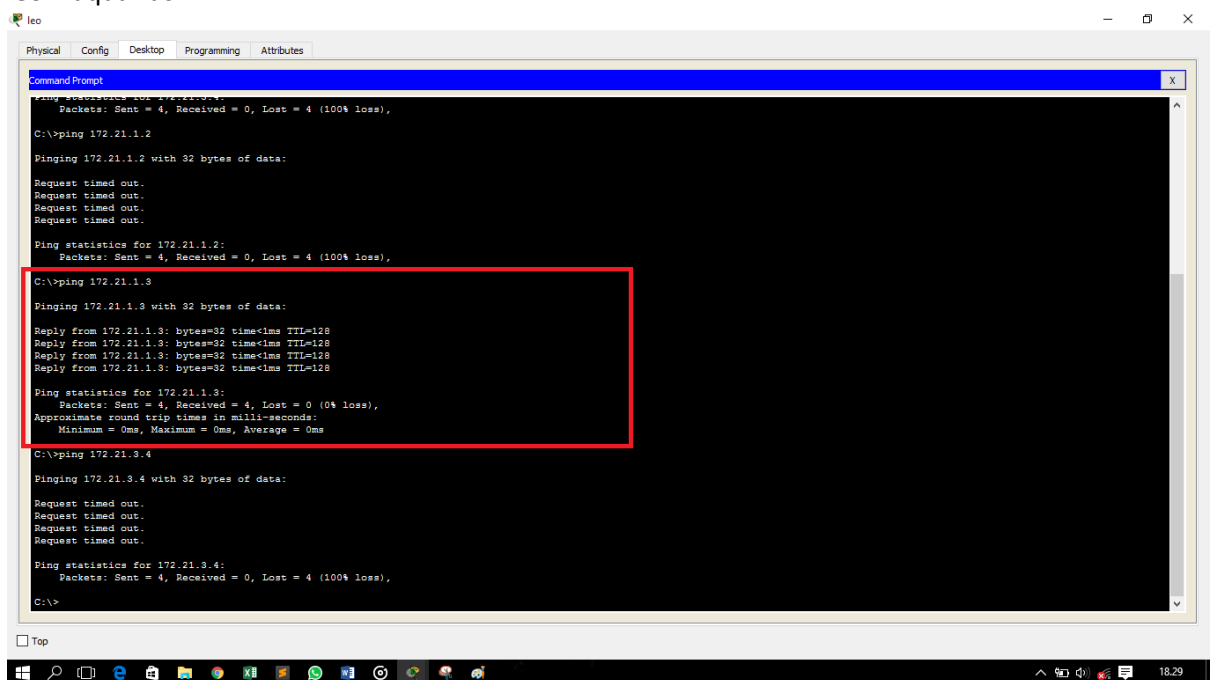 leo
Physical Config Desktop Programming Attributes
Command Prompt X
Ping statistics for 172.21.3.4:
Packets: Sent = 4, Received = 0, Lost = 4 (100% loss),
C:\>ping 172.21.1.2
Pinging 172.21.1.2 with 32 bytes of data:
Request timed out.
Request timed out.
Request timed out.
Request timed out.
Ping statistics for 172.21.1.2:
Packets: Sent = 4, Received = 0, Lost = 4 (100% loss),
C:\>ping 172.21.1.3
Pinging 172.21.1.3 with 32 bytes of data:
Reply from 172.21.1.3: bytes=32 time<1ms TTL=128
Reply from 172.21.1.3: bytes=32 time<1ms TTL=128
Reply from 172.21.1.3: bytes=32 time<1ms TTL=128
Reply from 172.21.1.3: bytes=32 time<1ms TTL=128
Ping statistics for 172.21.1.3:
Packets: Sent = 4, Received = 4, Lost = 0 (0% loss),
Approximate round trip times in milli-seconds:
Minimum = 0ms, Maximum = 0ms, Average = 0ms
C:\>ping 172.21.3.4
Pinging 172.21.3.4 with 32 bytes of data:
Request timed out.
Request timed out.
Request timed out.
Request timed out.
Ping statistics for 172.21.3.4:
Packets: Sent = 4, Received = 0, Lost = 4 (100% loss),
C:\>
Top
18.29